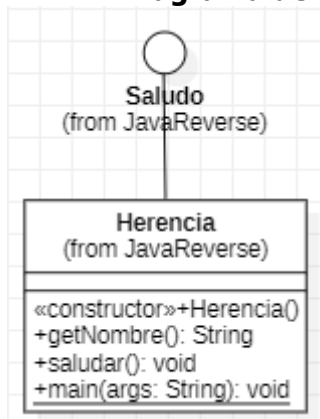 Saludo
(from JavaReverse)
Herencia
(from JavaReverse)
«constructor»+Herencia()
+getNombre(): String
+saludar(): void
+main(args: String): void